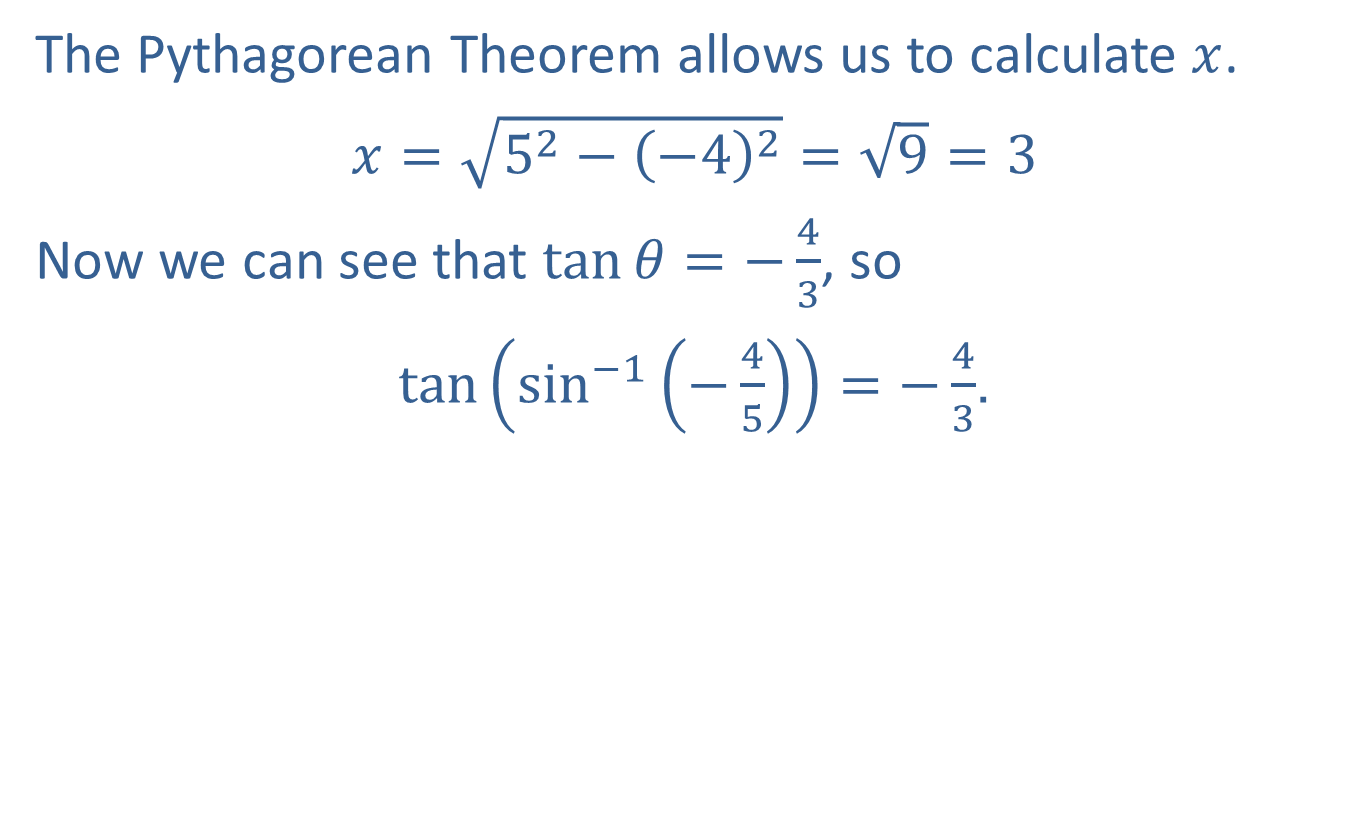 The Pythagorean Theorem allows us to calculate x.
x = √(5² − (−4)²) = √9 = 3
Now we can see that tan θ = −4/3, so
tan(sin⁻¹(−4/5)) = −4/3.